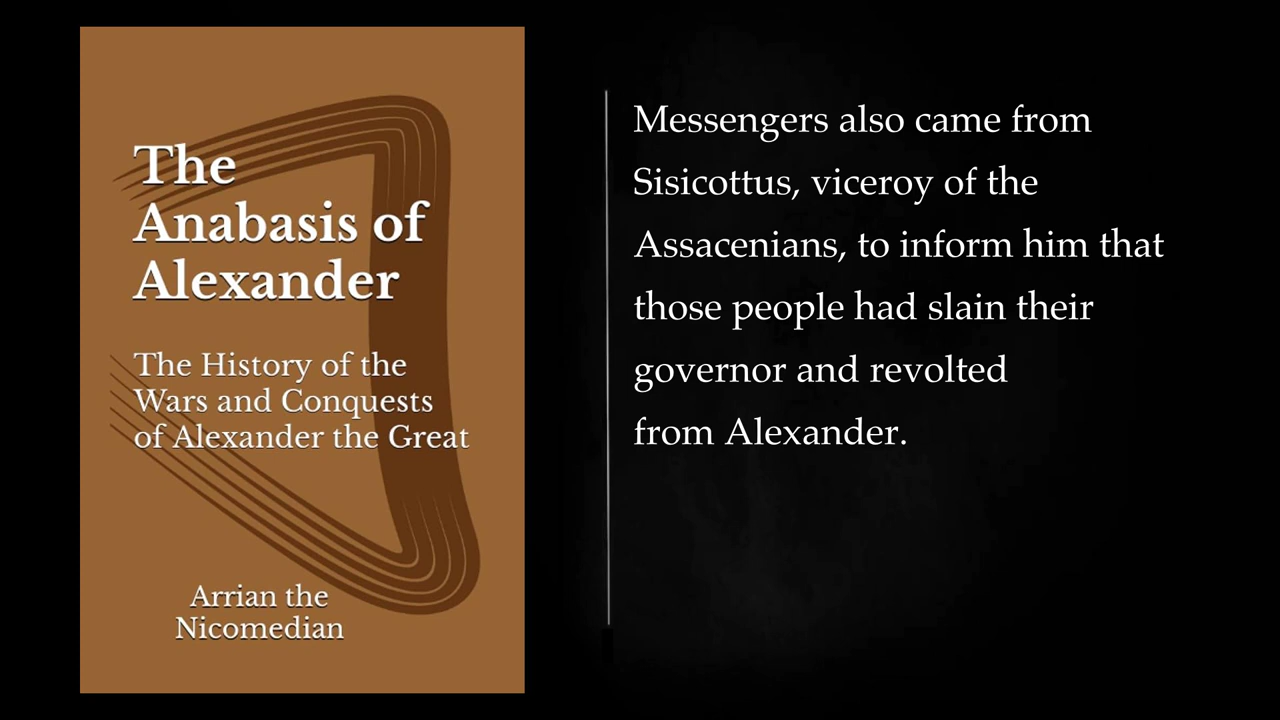 The
Anabasis of
Alexander
The History of the
Wars and Conquests
of Alexander the Great
Arrian the
Nicomedian
Messengers also came from
Sisicottus, viceroy of the
Assacenians, to inform him that
those people had slain their
governor and revolted
from Alexander.